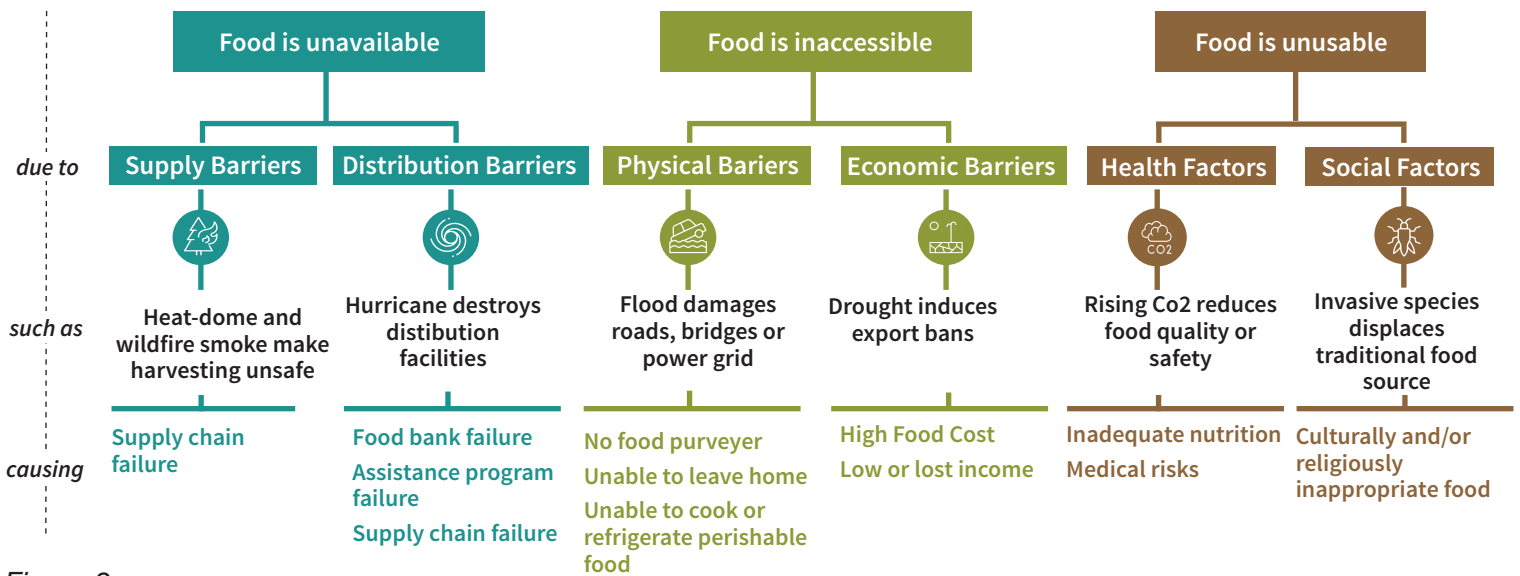 Food is unavailable
Food is inaccessible
Food is unusable
due to
Supply Barriers
Distribution Barriers
Physical Bariers
Economic Barriers
Health Factors
Social Factors
CO2
such as
Heat-dome and
wildfire smoke make
harvesting unsafe
Hurricane destroys
distibution
facilities
Flood damages
roads, bridges or
power grid
Drought induces
export bans
Rising Co2 reduces
food quality or
safety
Invasive species
displaces
traditional food
source
causing
Supply chain
failure
Food bank failure
Assistance program
failure
Supply chain failure
No food purveyer
Unable to leave home
Unable to cook or
refrigerate perishable
food
High Food Cost
Low or lost income
Inadequate nutrition
Medical risks
Culturally and/or
religiously
inappropriate food